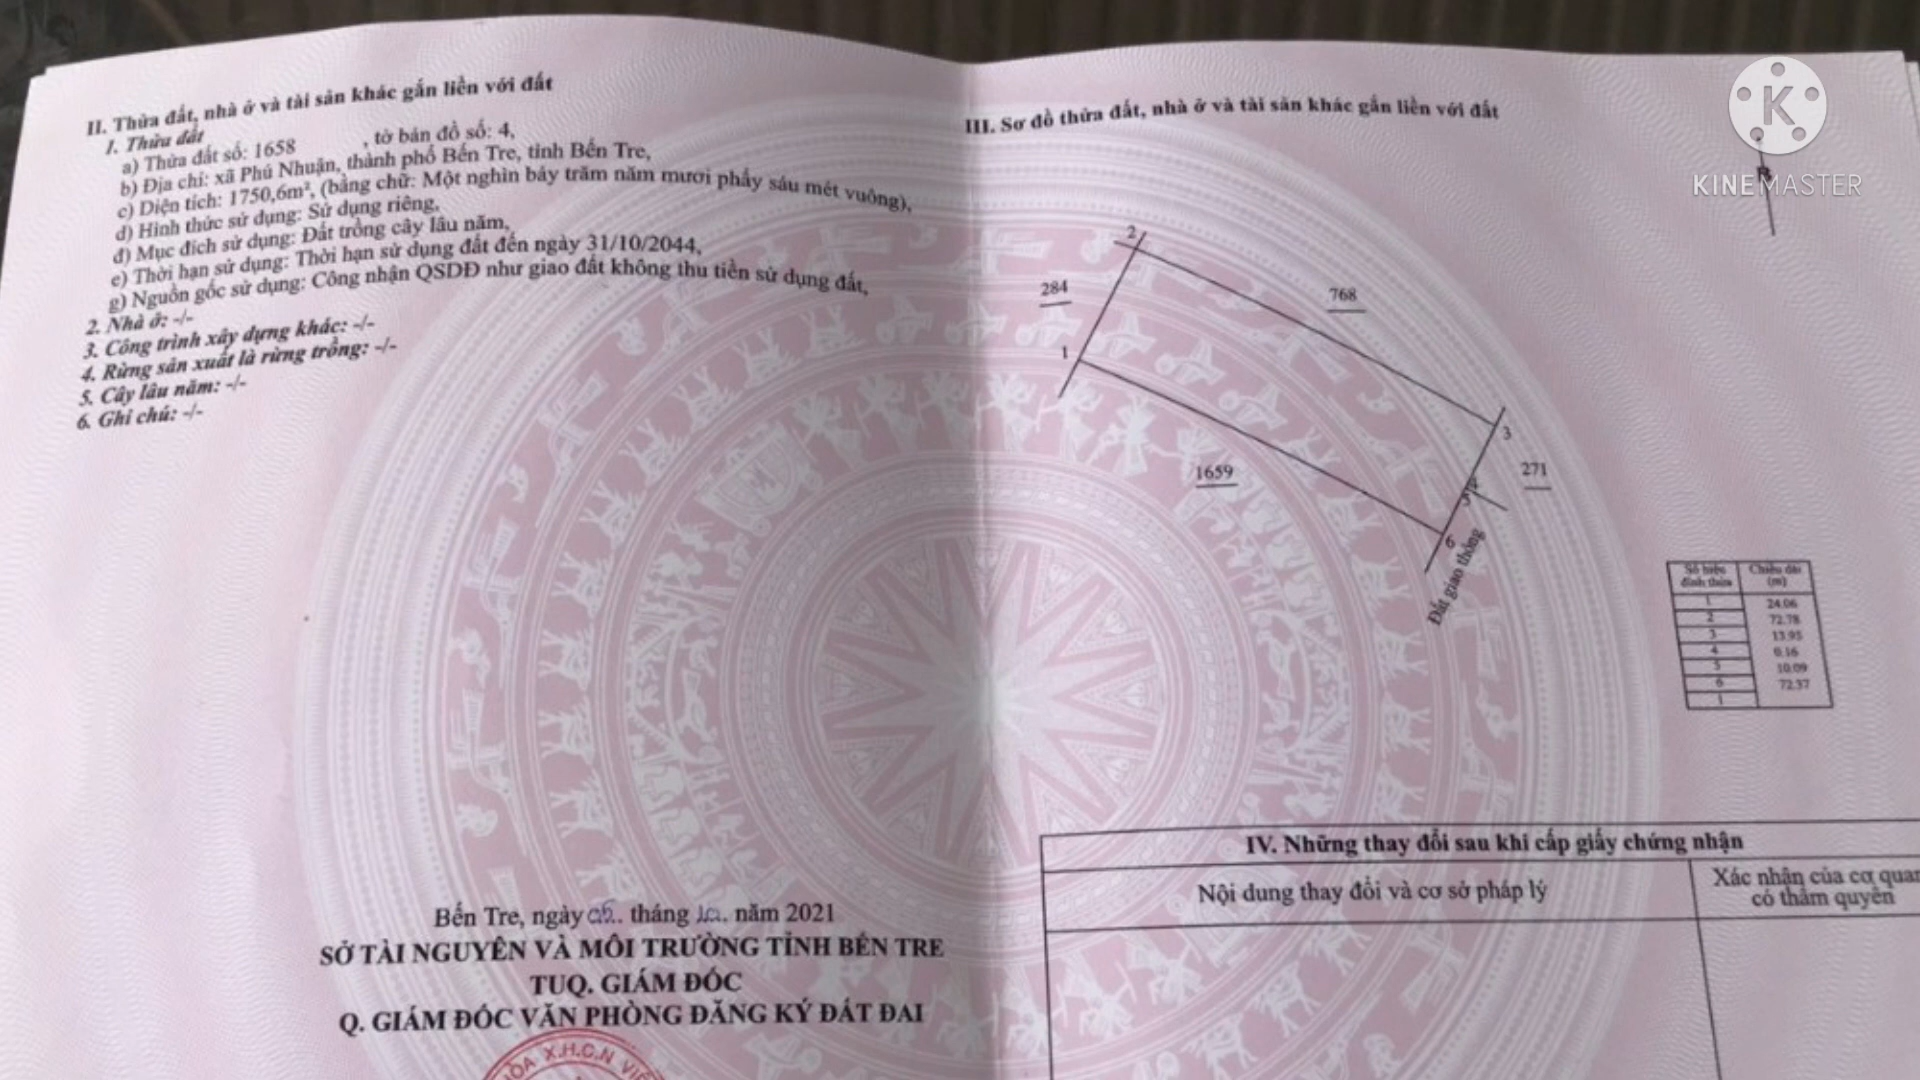 II. Thửa đất, nhà ở và tài sản khác gắn liền với đất
1. Thửa đất
a) Thửa đất số: 1658 , tờ bản đồ số: 4,
b) Địa chỉ: xã Phú Nhuận, thành phố Bến Tre, tỉnh Bến Tre,
c) Diện tích: 1750,6m², (bằng chữ: Một nghìn bảy trăm năm mươi phẩy sáu mét vuông),
d) Hình thức sử dụng: Sử dụng riêng,
đ) Mục đích sử dụng: Đất trồng cây lâu năm,
e) Thời hạn sử dụng: Thời hạn sử dụng đất đến ngày 31/10/2044,
g) Nguồn gốc sử dụng: Công nhận QSDĐ như giao đất không thu tiền sử dụng đất,
2. Nhà ở: -/-
3. Công trình xây dựng khác: -/-
4. Rừng sản xuất là rừng trồng: -/-
5. Cây lâu năm: -/-
6. Ghi chú: -/-
Bến Tre, ngày 05.. tháng 10. năm 2021
SỞ TÀI NGUYÊN VÀ MÔI TRƯỜNG TỈNH BẾN TRE
TUQ. GIÁM ĐỐC
Q. GIÁM ĐỐC VĂN PHÒNG ĐĂNG KÝ ĐẤT ĐAI
X.H.C.N
III. Sơ đồ thửa đất, nhà ở và tài sản khác gắn liền với đất
K
KINEMASTER
2
284
768
1
3
1659
271
6
Đất giao thông
Số hiệu đỉnh thửa Chiều dài (m)
1 24.06
2 72.78
3 13.95
4 0.16
5 10.09
6 72.37
1
IV. Những thay đổi sau khi cấp giấy chứng nhận
Nội dung thay đổi và cơ sở pháp lý
Xác nhận của cơ quan
có thẩm quyền